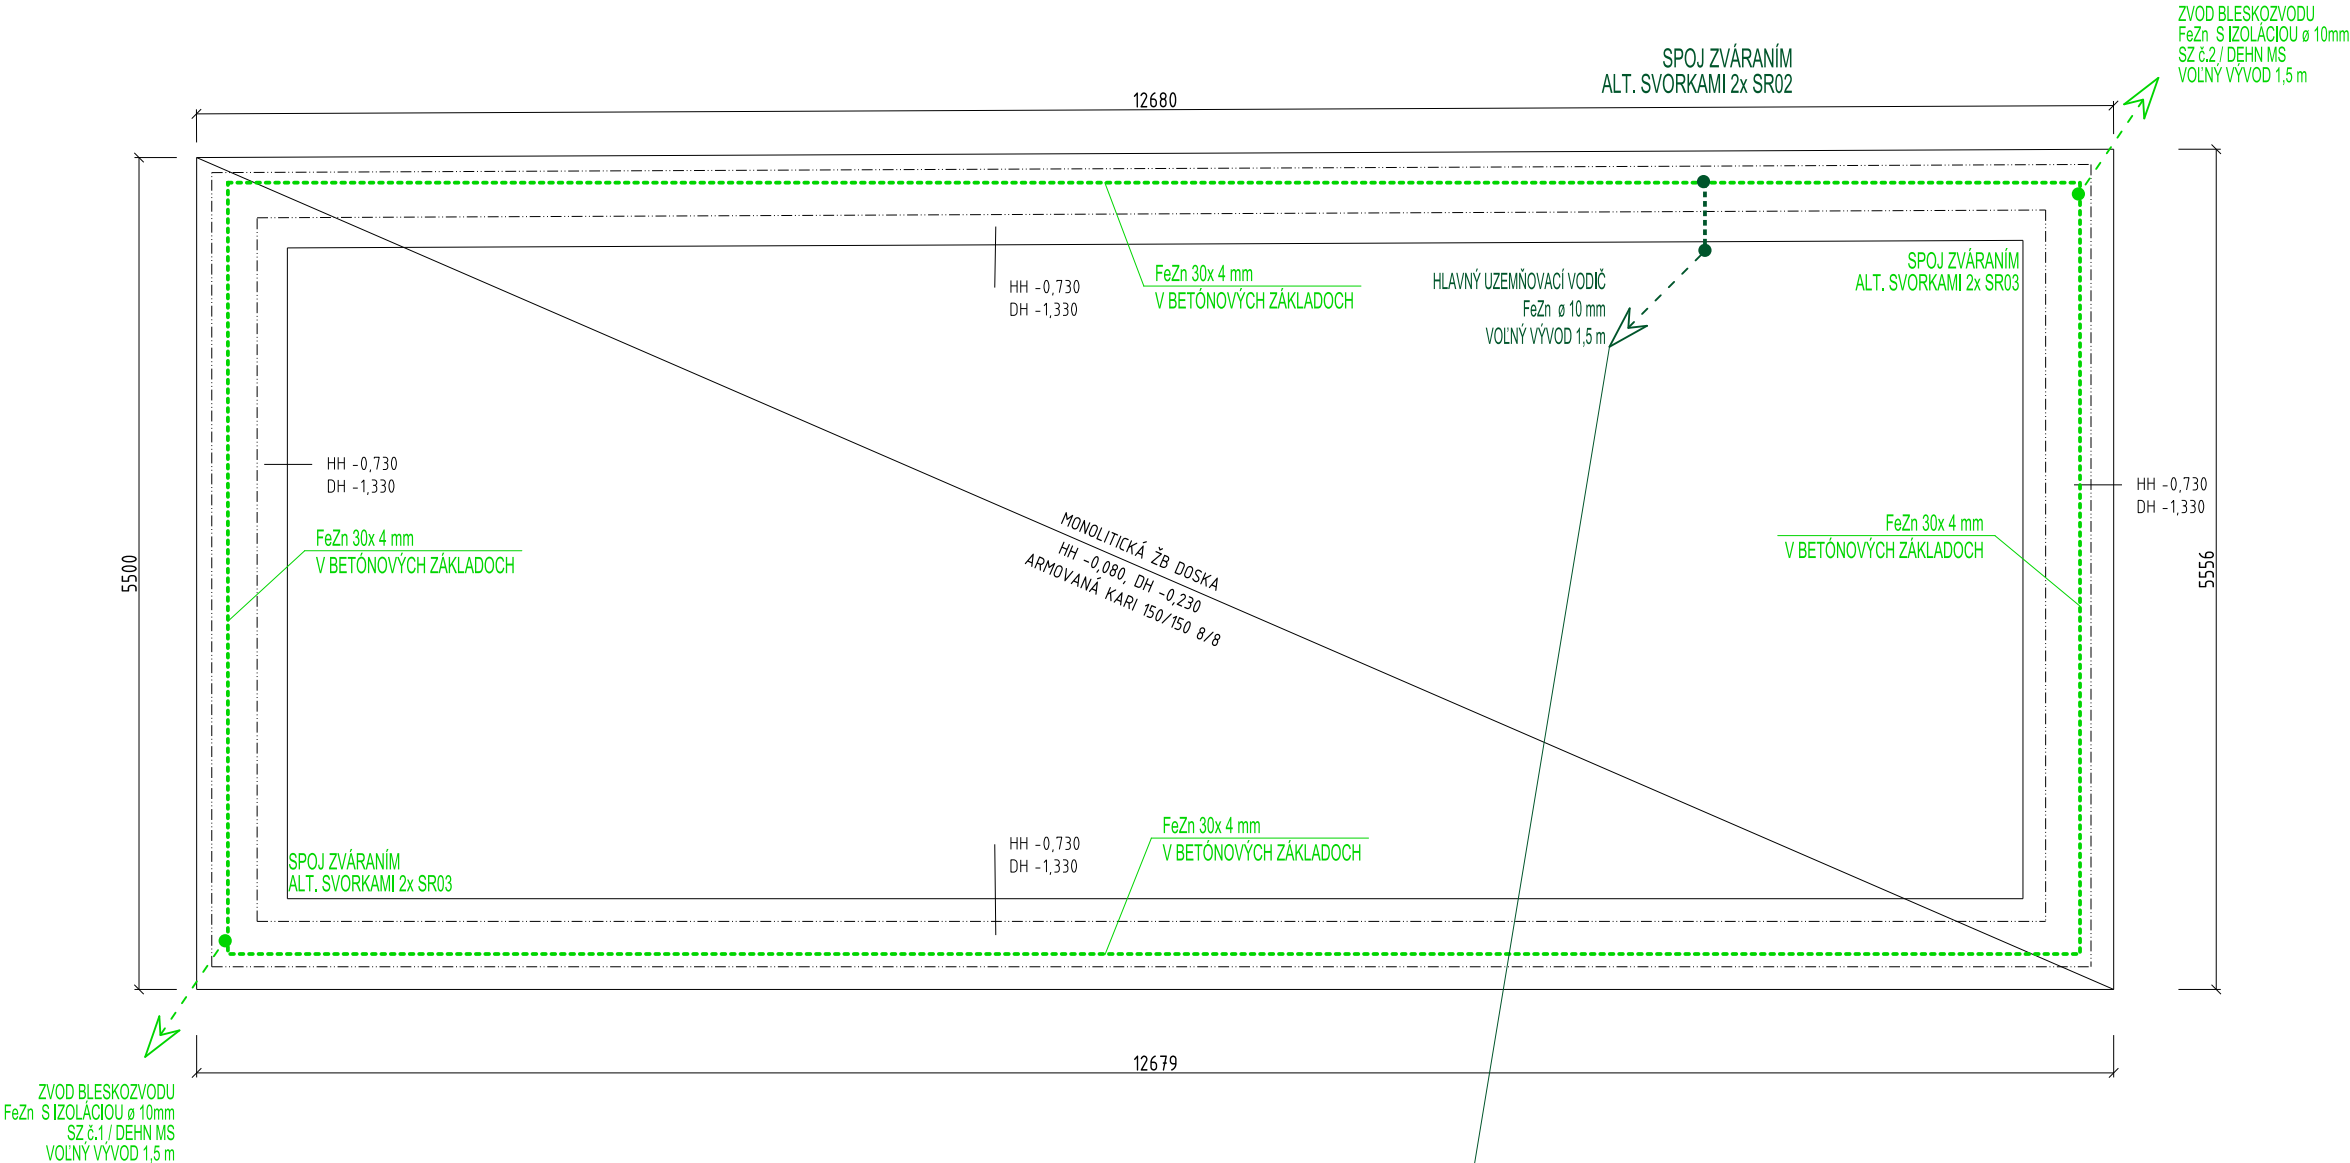 ZVOD BLESKOZVODU
FeZn S IZOLÁCIOU ø 10mm
SZ č.2 / DEHN MS
VOĽNÝ VÝVOD 1,5 m
SPOJ ZVÁRANÍM
ALT. SVORKAMI 2x SR02
12680
FeZn 30x 4 mm
V BETÓNOVÝCH ZÁKLADOCH
HH -0,730
DH -1,330
HLAVNÝ UZEMŇOVACÍ VODIČ
FeZn ø 10 mm
VOĽNÝ VÝVOD 1,5 m
SPOJ ZVÁRANÍM
ALT. SVORKAMI 2x SR03
HH -0,730
DH -1,330
HH -0,730
DH -1,330
FeZn 30x 4 mm
V BETÓNOVÝCH ZÁKLADOCH
FeZn 30x 4 mm
V BETÓNOVÝCH ZÁKLADOCH
5500
5556
MONOLITICKÁ ŽB DOSKA
HH -0,080, DH -0,230
ARMOVANÁ KARI 150/150 8/8
FeZn 30x 4 mm
V BETÓNOVÝCH ZÁKLADOCH
HH -0,730
DH -1,330
SPOJ ZVÁRANÍM
ALT. SVORKAMI 2x SR03
12679
ZVOD BLESKOZVODU
FeZn S IZOLÁCIOU ø 10mm
SZ č.1 / DEHN MS
VOĽNÝ VÝVOD 1,5 m